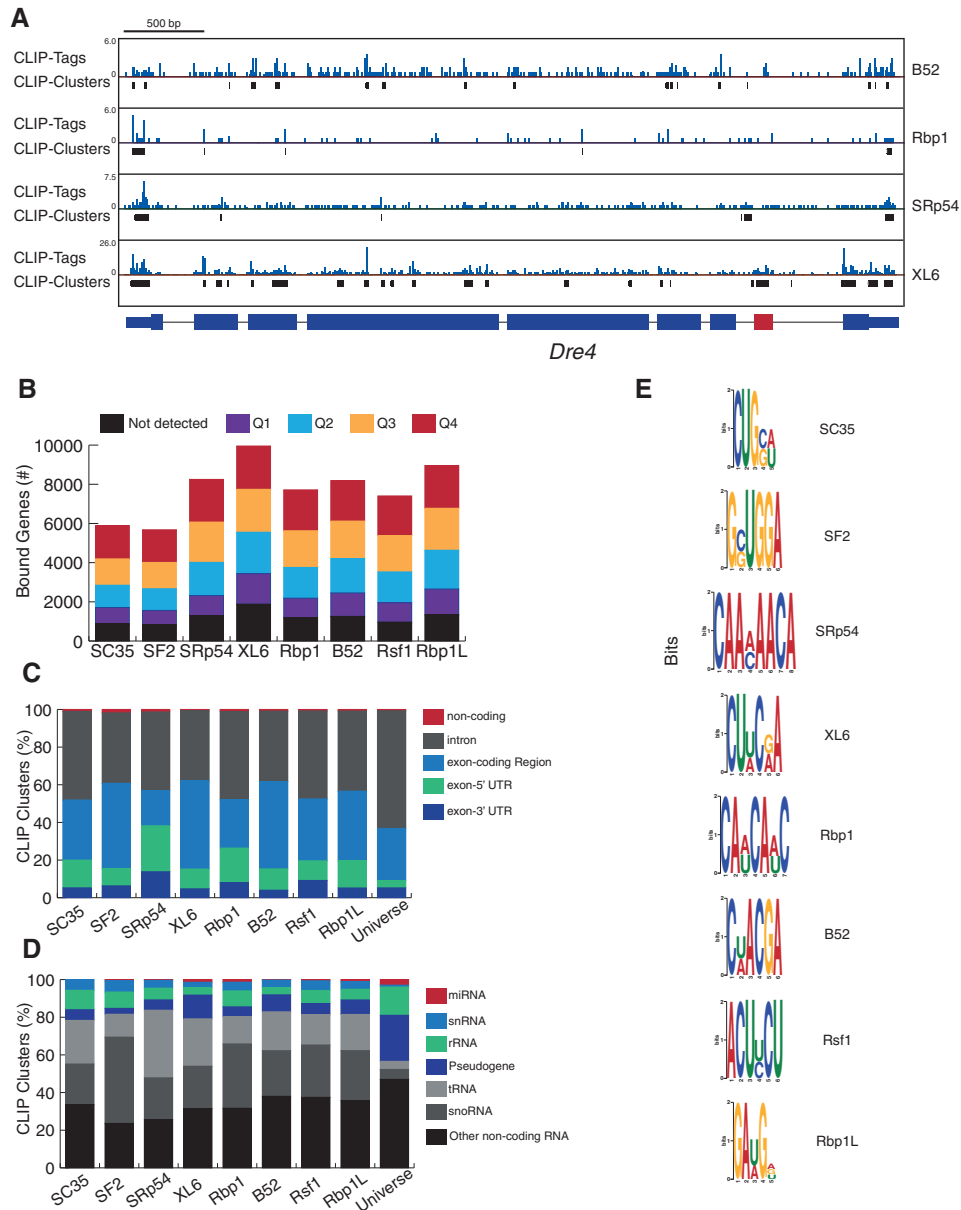 A
500 bp
6.0
CLIP-Tags
0
CLIP-Clusters
B52
6.0
CLIP-Tags
0
CLIP-Clusters
Rbp1
7.5
CLIP-Tags
0
CLIP-Clusters
SRp54
26.0
CLIP-Tags
0
CLIP-Clusters
XL6
Dre4
B
Not detected Q1 Q2 Q3 Q4
Bound Genes (#)
10000
8000
6000
4000
2000
0
SC35 SF2 SRp54 XL6 Rbp1 B52 Rsf1 Rbp1L
C
CLIP Clusters (%)
100
80
60
40
20
0
non-coding
intron
exon-coding Region
exon-5' UTR
exon-3' UTR
SC35 SF2 SRp54 XL6 Rbp1 B52 Rsf1 Rbp1L Universe
D
CLIP Clusters (%)
100
80
60
40
20
0
miRNA
snRNA
rRNA
Pseudogene
tRNA
snoRNA
Other non-coding RNA
SC35 SF2 SRp54 XL6 Rbp1 B52 Rsf1 Rbp1L Universe
E
Bits
SC35
SF2
SRp54
XL6
Rbp1
B52
Rsf1
Rbp1L